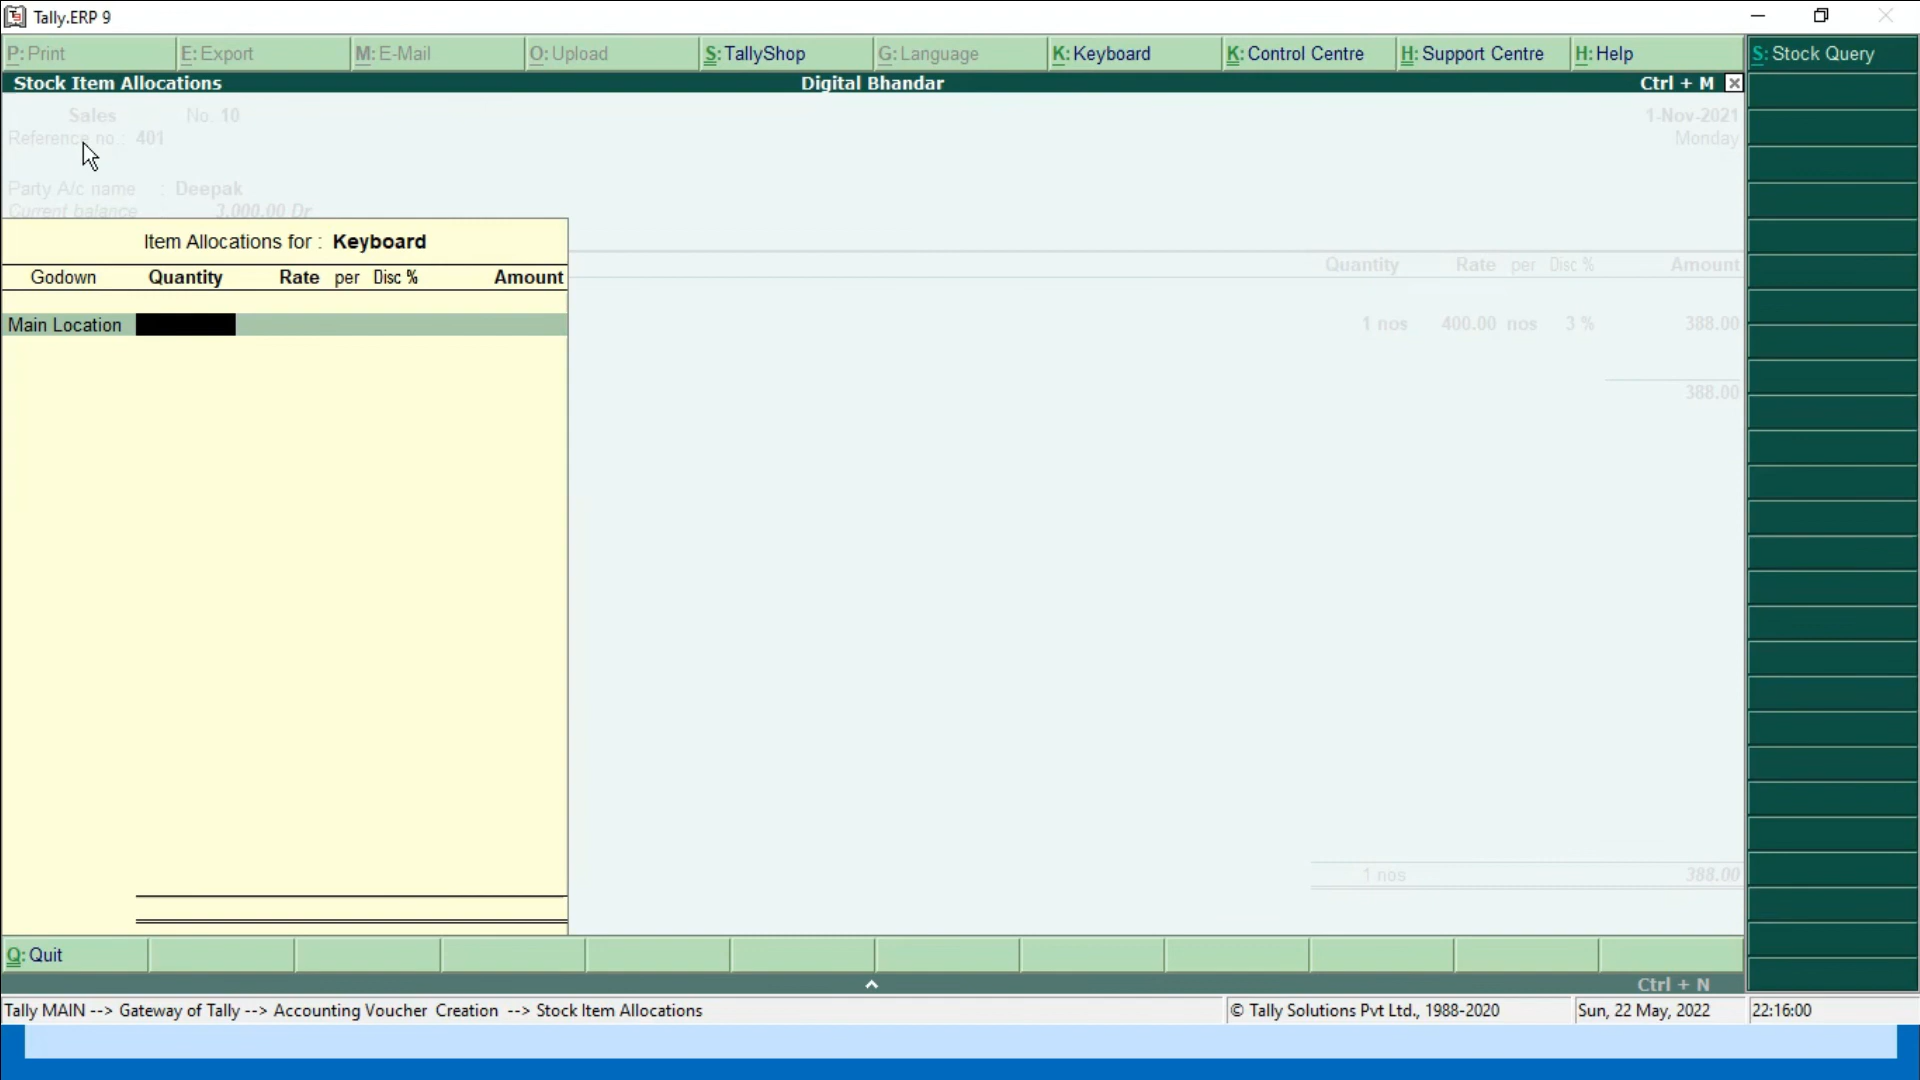 Tally.ERP 9
P: Print E: Export M: E-Mail O: Upload S: TallyShop G: Language K: Keyboard K: Control Centre H: Support Centre H: Help S: Stock Query
Stock Item Allocations Digital Bhandar Ctrl + M
Sales No. 10 1-Nov-2021
Reference no.: 401 Monday
Party A/c name : Deepak
Current balance 3,000.00 Dr
Item Allocations for : Keyboard
Godown Quantity Rate per Disc % Amount
Quantity Rate per Disc % Amount
Main Location
1 nos 400.00 nos 3 % 388.00
388.00
1 nos 388.00
Q: Quit
Ctrl + N
Tally MAIN --> Gateway of Tally --> Accounting Voucher Creation --> Stock Item Allocations © Tally Solutions Pvt Ltd., 1988-2020 Sun, 22 May, 2022 22:16:00